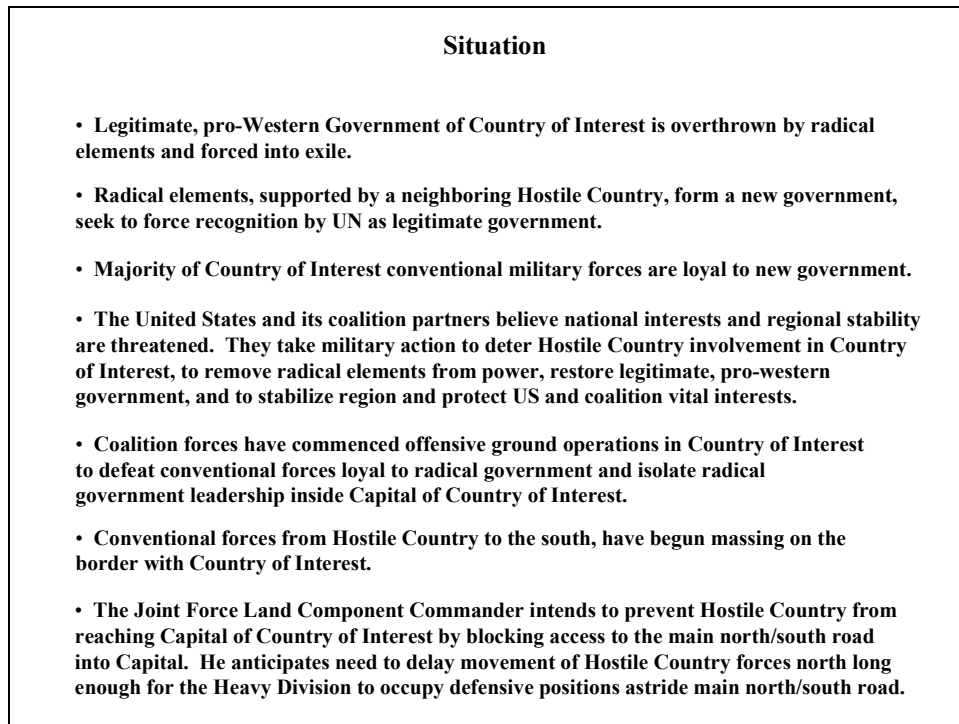 Situation
• Legitimate, pro-Western Government of Country of Interest is overthrown by radical
elements and forced into exile.
• Radical elements, supported by a neighboring Hostile Country, form a new government,
seek to force recognition by UN as legitimate government.
• Majority of Country of Interest conventional military forces are loyal to new government.
• The United States and its coalition partners believe national interests and regional stability
are threatened.  They take military action to deter Hostile Country involvement in Country
of Interest, to remove radical elements from power, restore legitimate, pro-western
government, and to stabilize region and protect US and coalition vital interests.
• Coalition forces have commenced offensive ground operations in Country of Interest
to defeat conventional forces loyal to radical government and isolate radical
government leadership inside Capital of Country of Interest.
• Conventional forces from Hostile Country to the south, have begun massing on the
border with Country of Interest.
• The Joint Force Land Component Commander intends to prevent Hostile Country from
reaching Capital of Country of Interest by blocking access to the main north/south road
into Capital.  He anticipates need to delay movement of Hostile Country forces north long
enough for the Heavy Division to occupy defensive positions astride main north/south road.